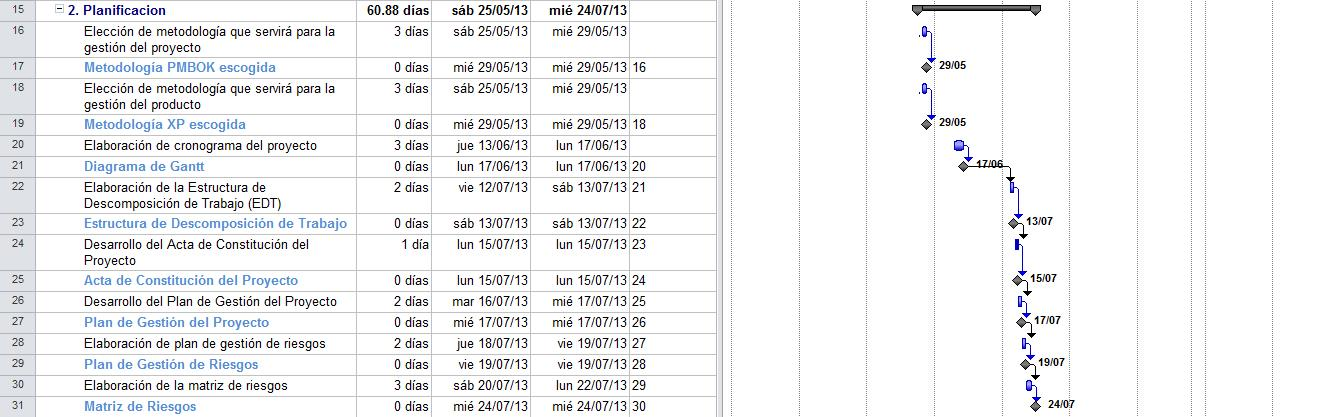 15 2. Planificacion 60.88 días sáb 25/05/13 mié 24/07/13
16 Elección de metodología que servirá para la gestión del proyecto 3 días sáb 25/05/13 mié 29/05/13
17 Metodología PMBOK escogida 0 días mié 29/05/13 mié 29/05/13 16 29/05
18 Elección de metodología que servirá para la gestión del producto 3 días sáb 25/05/13 mié 29/05/13
19 Metodología XP escogida 0 días mié 29/05/13 mié 29/05/13 18 29/05
20 Elaboración de cronograma del proyecto 3 días jue 13/06/13 lun 17/06/13
21 Diagrama de Gantt 0 días lun 17/06/13 lun 17/06/13 20 17/06
22 Elaboración de la Estructura de Descomposición de Trabajo (EDT) 2 días vie 12/07/13 sáb 13/07/13 21
23 Estructura de Descomposición de Trabajo 0 días sáb 13/07/13 sáb 13/07/13 22 13/07
24 Desarrollo del Acta de Constitución del Proyecto 1 día lun 15/07/13 lun 15/07/13 23
25 Acta de Constitución del Proyecto 0 días lun 15/07/13 lun 15/07/13 24 15/07
26 Desarrollo del Plan de Gestión del Proyecto 2 días mar 16/07/13 mié 17/07/13 25
27 Plan de Gestión del Proyecto 0 días mié 17/07/13 mié 17/07/13 26 17/07
28 Elaboración de plan de gestión de riesgos 2 días jue 18/07/13 vie 19/07/13 27
29 Plan de Gestión de Riesgos 0 días vie 19/07/13 vie 19/07/13 28 19/07
30 Elaboración de la matriz de riesgos 3 días sáb 20/07/13 lun 22/07/13 29
31 Matriz de Riesgos 0 días mié 24/07/13 mié 24/07/13 30 24/07